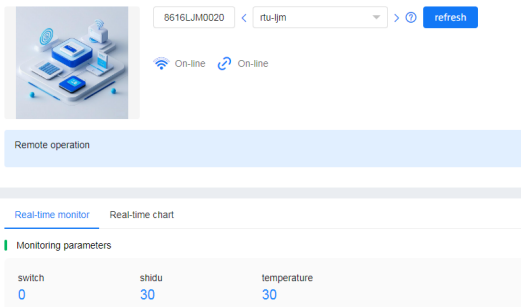 8616LJM0020 < rtu-ljm > ? refresh
On-line On-line
Remote operation
Real-time monitor Real-time chart
Monitoring parameters
switch shidu temperature
0 30 30